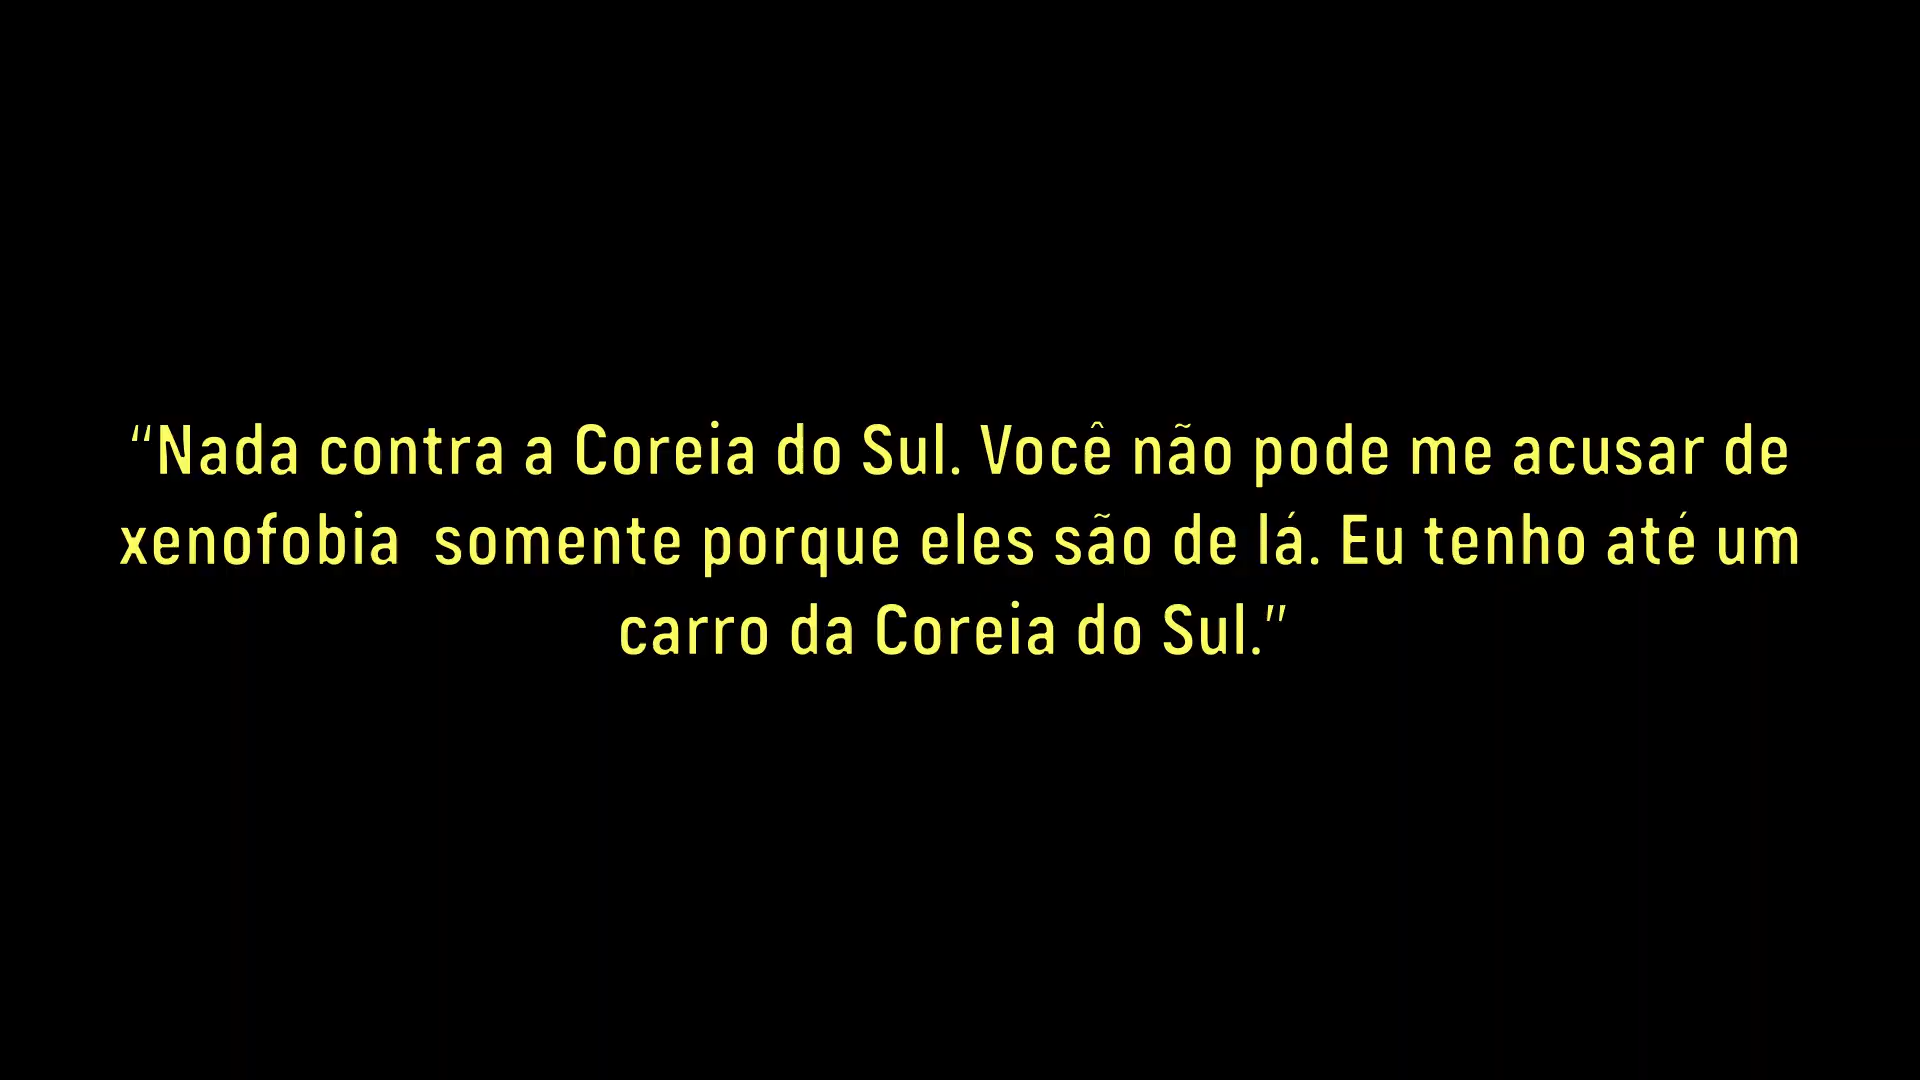 “Nada contra a Coreia do Sul. Você não pode me acusar de
xenofobia  somente porque eles são de lá. Eu tenho até um
carro da Coreia do Sul.”